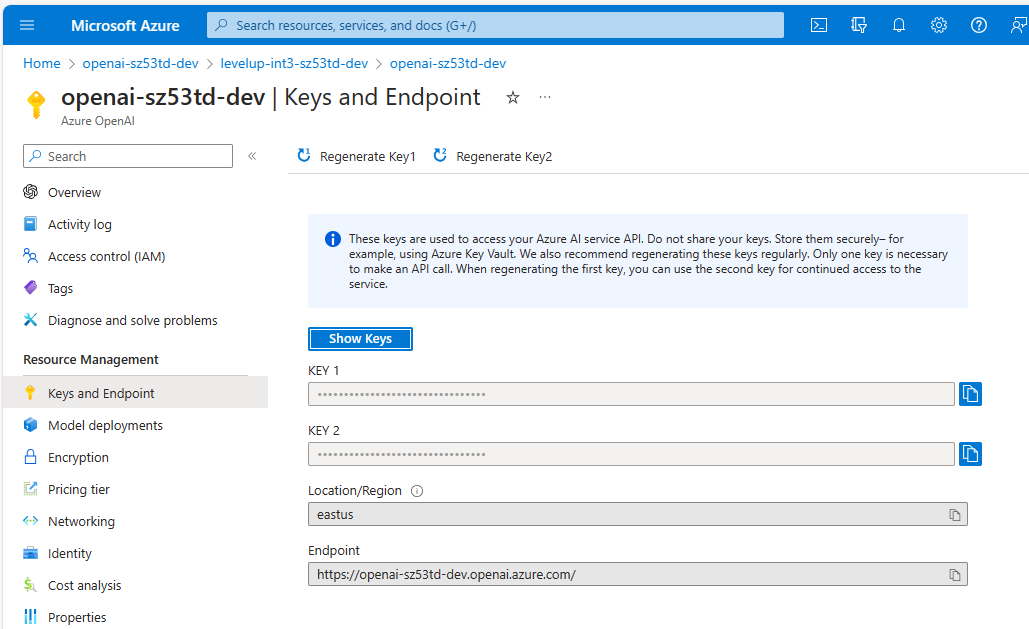 Microsoft Azure
Search resources, services, and docs (G+/)
Home > openai-sz53td-dev > levelup-int3-sz53td-dev > openai-sz53td-dev
openai-sz53td-dev | Keys and Endpoint
Azure OpenAI
Search
Regenerate Key1
Regenerate Key2
Overview
Activity log
Access control (IAM)
Tags
Diagnose and solve problems
Resource Management
Keys and Endpoint
Model deployments
Encryption
Pricing tier
Networking
Identity
Cost analysis
Properties
These keys are used to access your Azure AI service API. Do not share your keys. Store them securely– for
example, using Azure Key Vault. We also recommend regenerating these keys regularly. Only one key is necessary
to make an API call. When regenerating the first key, you can use the second key for continued access to the
service.
Show Keys
KEY 1
••••••••••••••••••••••••••••••••
KEY 2
••••••••••••••••••••••••••••••••
Location/Region
eastus
Endpoint
https://openai-sz53td-dev.openai.azure.com/